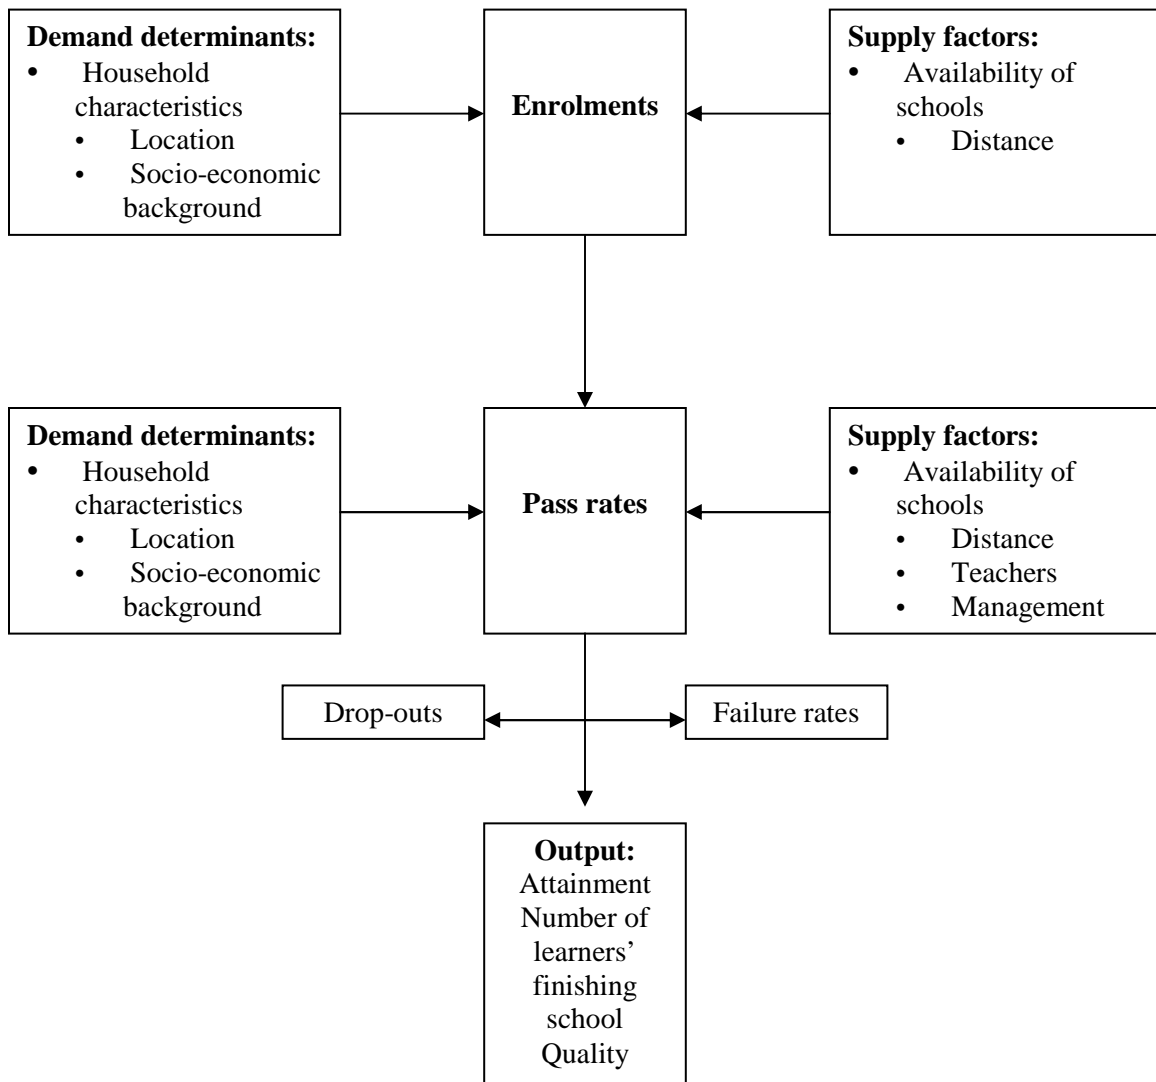 Demand determinants:
• Household
characteristics
• Location
• Socio-economic
background
Enrolments
Supply factors:
• Availability of
schools
• Distance
Demand determinants:
• Household
characteristics
• Location
• Socio-economic
background
Pass rates
Supply factors:
• Availability of
schools
• Distance
• Teachers
• Management
Drop-outs
Failure rates
Output:
Attainment
Number of
learners’
finishing
school
Quality